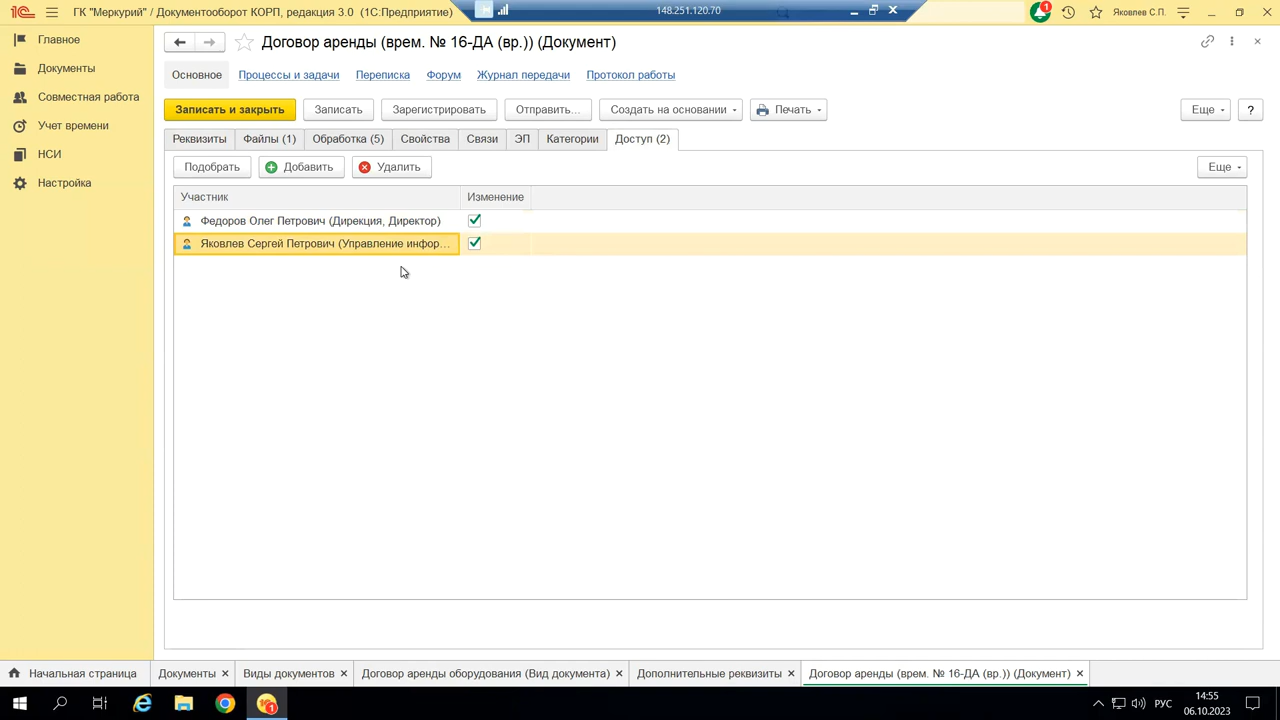 ГК "Меркурий" / Документооборот КОРП, редакция 3.0 (1С:Предприятие)
148.251.120.70
1
Яковлев С.П.
Главное
Документы
Совместная работа
Учет времени
НСИ
Настройка
Договор аренды (врем. № 16-ДА (вр.)) (Документ)
Основное Процессы и задачи Переписка Форум Журнал передачи Протокол работы
Записать и закрыть Записать Зарегистрировать Отправить... Создать на основании Печать Еще ?
Реквизиты Файлы (1) Обработка (5) Свойства Связи ЭП Категории Доступ (2)
Подобрать Добавить Удалить Еще
Участник Изменение
Федоров Олег Петрович (Дирекция, Директор)
Яковлев Сергей Петрович (Управление инфор...
Начальная страница Документы Виды документов Договор аренды оборудования (Вид документа) Дополнительные реквизиты Договор аренды (врем. № 16-ДА (вр.)) (Документ)
1
РУС
14:55
06.10.2023